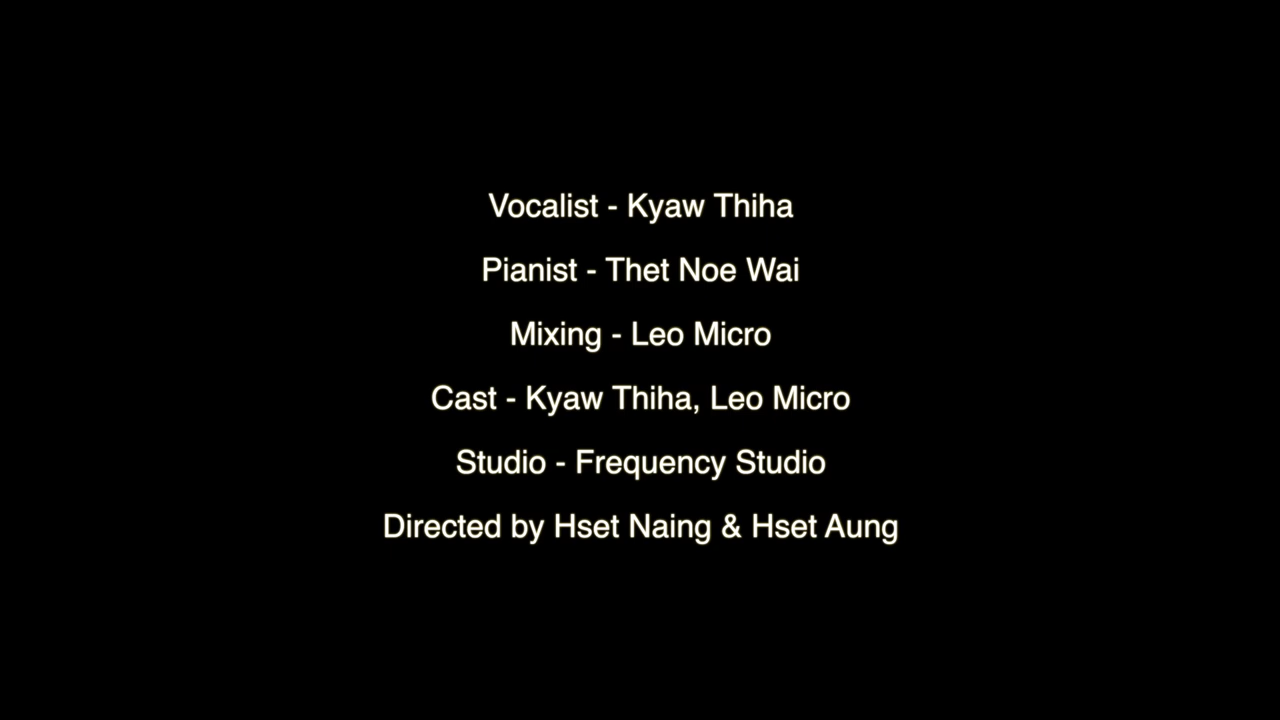 Vocalist - Kyaw Thiha
Pianist - Thet Noe Wai
Mixing - Leo Micro
Cast - Kyaw Thiha, Leo Micro
Studio - Frequency Studio
Directed by Hset Naing & Hset Aung